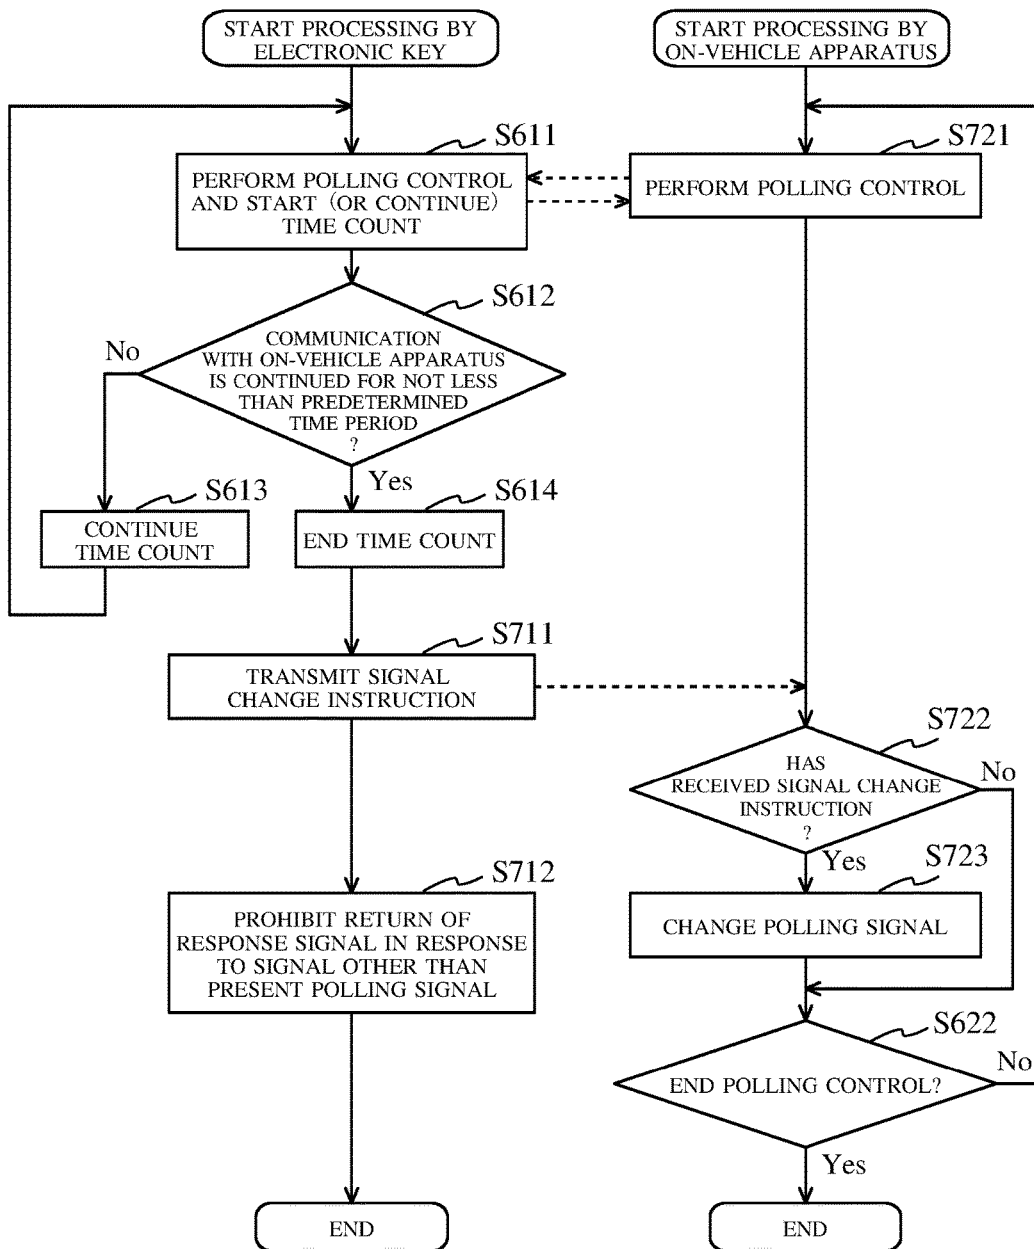 START PROCESSING BY
ELECTRONIC KEY
START PROCESSING BY
ON-VEHICLE APPARATUS
S611
PERFORM POLLING CONTROL
AND START (OR CONTINUE)
TIME COUNT
S721
PERFORM POLLING CONTROL
S612
COMMUNICATION
WITH ON-VEHICLE APPARATUS
IS CONTINUED FOR NOT LESS
THAN PREDETERMINED
TIME PERIOD
?
No
Yes
S613
CONTINUE
TIME COUNT
S614
END TIME COUNT
S711
TRANSMIT SIGNAL
CHANGE INSTRUCTION
S722
HAS
RECEIVED SIGNAL CHANGE
INSTRUCTION
?
No
Yes
S723
CHANGE POLLING SIGNAL
S712
PROHIBIT RETURN OF
RESPONSE SIGNAL IN RESPONSE
TO SIGNAL OTHER THAN
PRESENT POLLING SIGNAL
S622
END POLLING CONTROL?
No
Yes
END
END